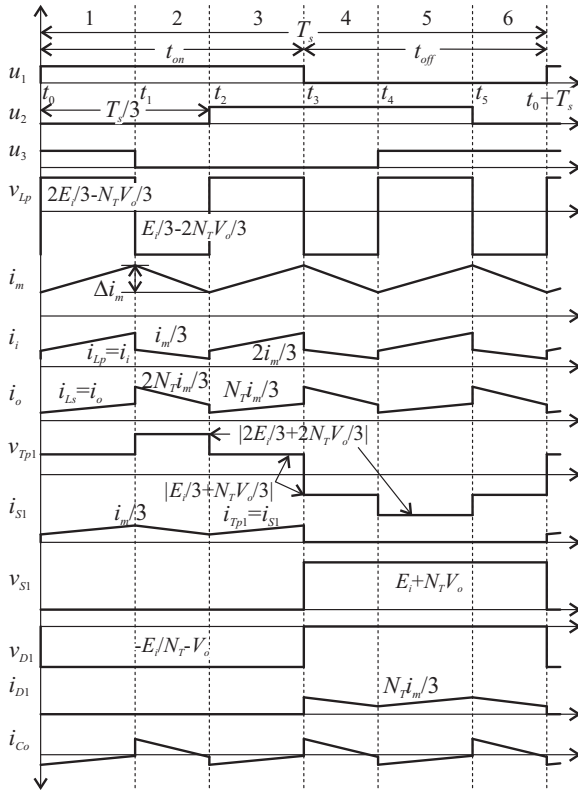 1 2 3 4 5 6
T_s
t_on t_off
u_1
t_0 t_1 t_2 t_3 t_4 t_5 t_0+T_s
T_s/3
u_2
u_3
v_Lp
2E_i/3-N_TV_o/3
E_i/3-2N_TV_o/3
i_m
Δi_m
i_i
i_m/3
i_Lp=i_i 2i_m/3
i_o
i_Ls=i_o 2N_Ti_m/3 N_Ti_m/3
|2E_i/3+2N_TV_o/3|
v_Tp1
|E_i/3+N_TV_o/3|
i_S1
i_m/3 i_Tp1=i_S1
v_S1
E_i+N_TV_o
v_D1
-E_i/N_T-V_o
i_D1
N_Ti_m/3
i_Co